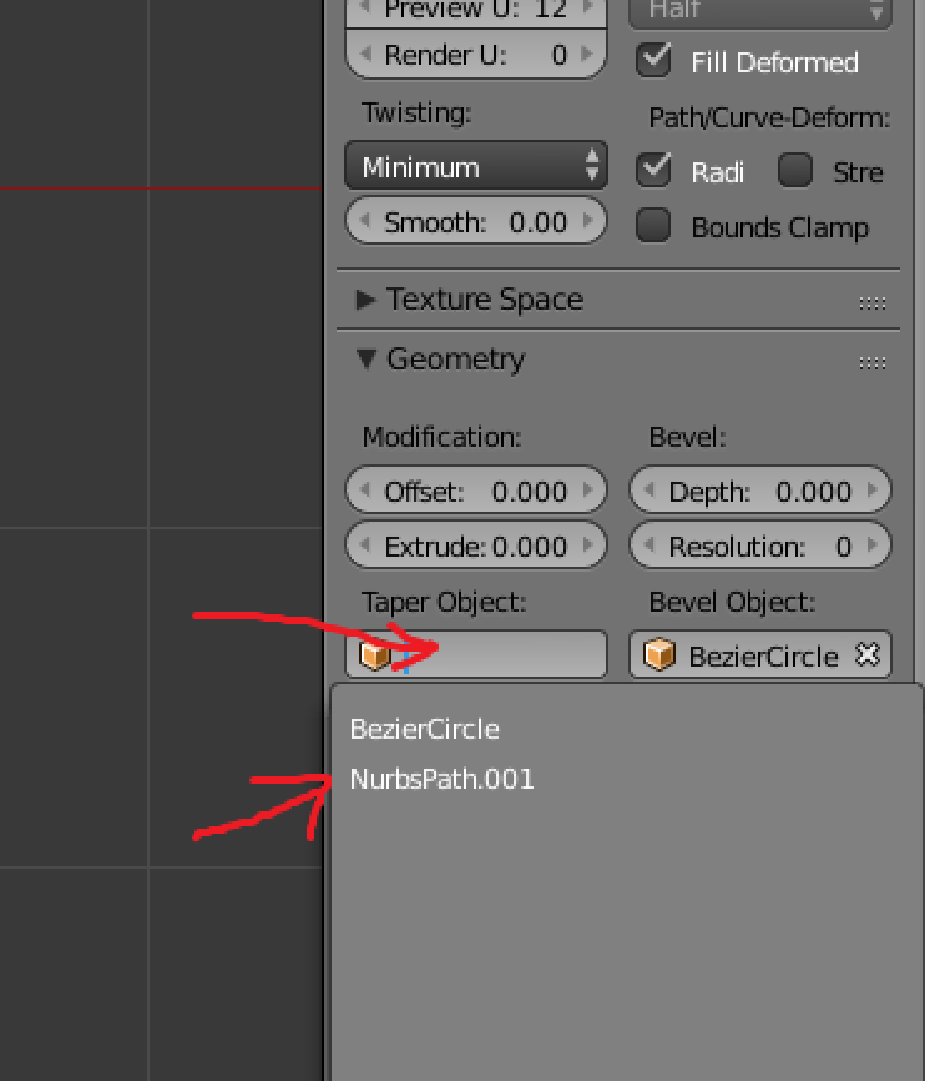 Preview U: 12 Half
Render U: 0 Fill Deformed
Twisting: Path/Curve-Deform:
Minimum Radi Stre
Smooth: 0.00 Bounds Clamp
Texture Space
Geometry
Modification: Bevel:
Offset: 0.000 Depth: 0.000
Extrude: 0.000 Resolution: 0
Taper Object: Bevel Object:
BezierCircle
BezierCircle
NurbsPath.001